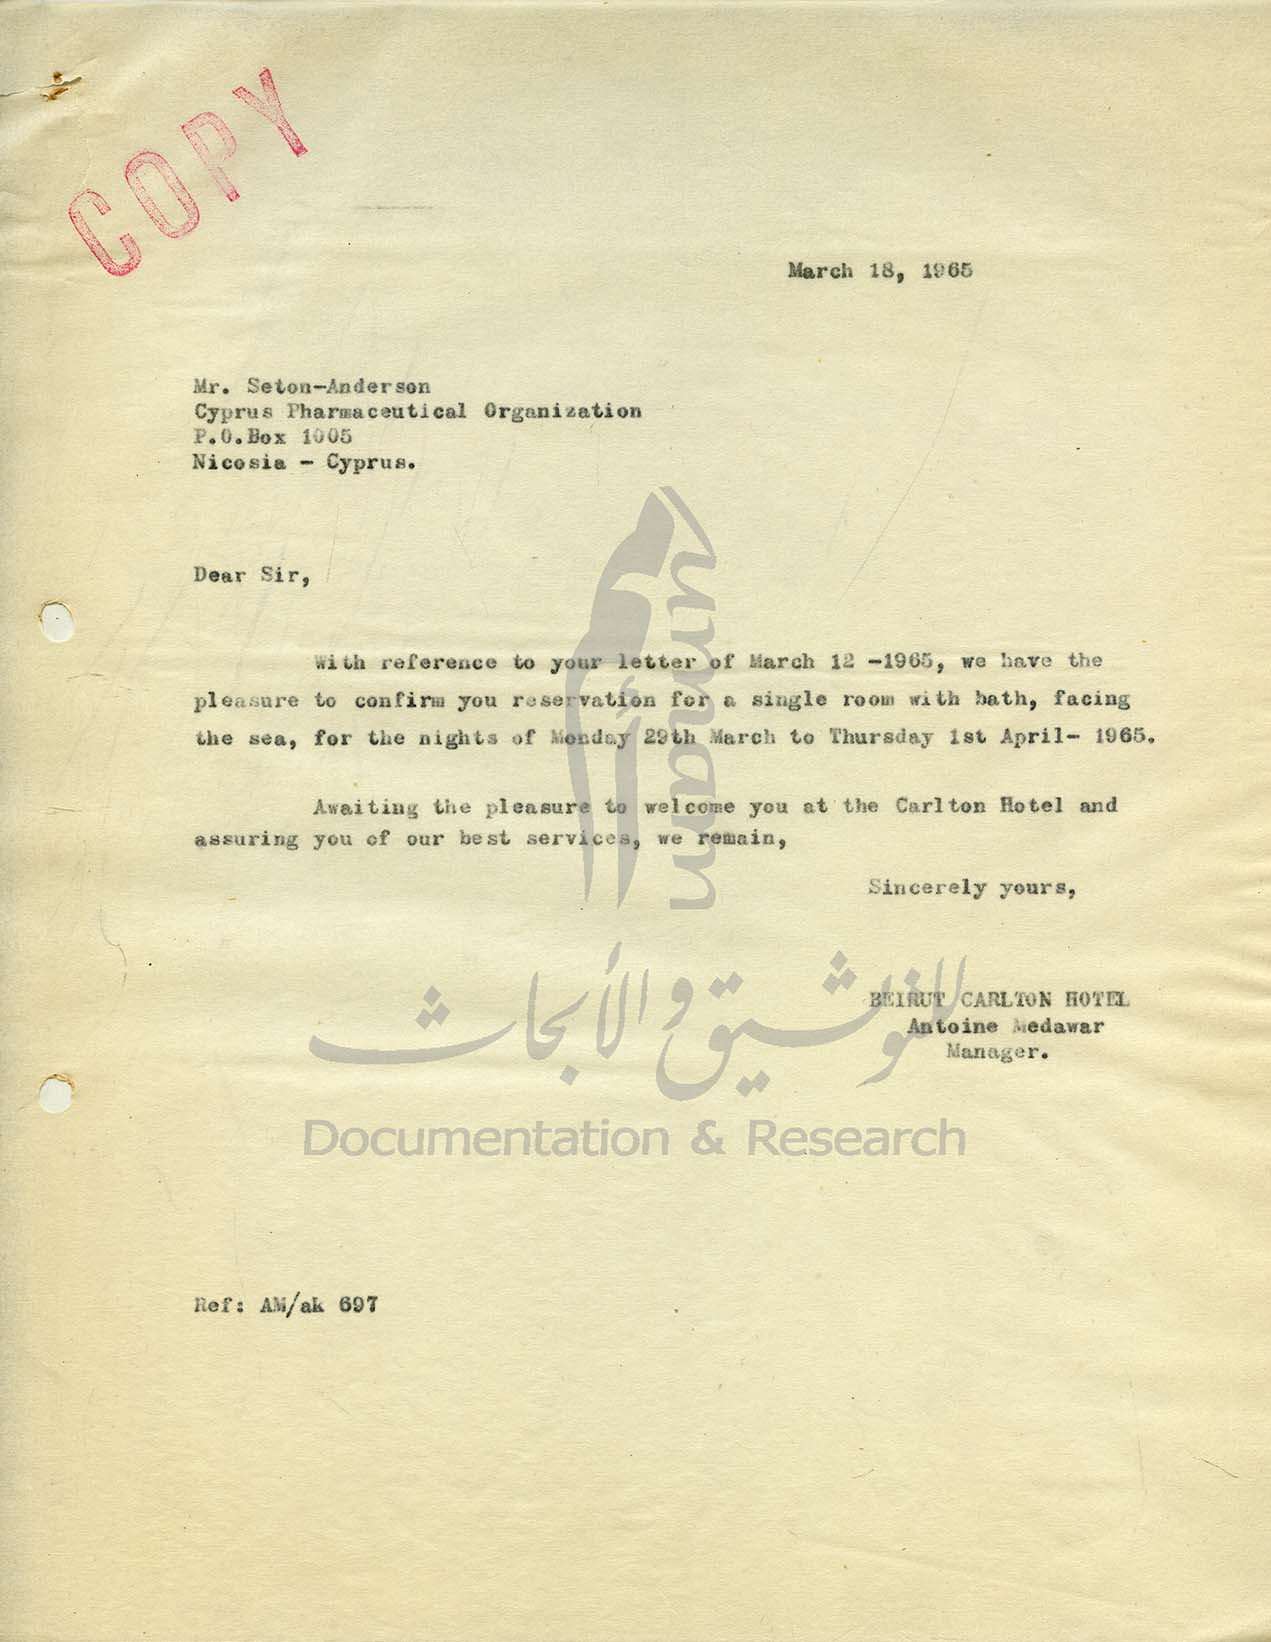 COPY
March 18, 1965
Mr. Seton-Anderson
Cyprus Pharmaceutical Organization
P.O.Box 1005
Nicosia - Cyprus.
Dear Sir,
With reference to your letter of March 12 -1965, we have the
pleasure to confirm you reservation for a single room with bath, facing
the sea, for the nights of Monday 29th March to Thursday 1st April- 1965.
Awaiting the pleasure to welcome you at the Carlton Hotel and
assuring you of our best services, we remain,
Sincerely yours,
BEIRUT CARLTON HOTEL
Antoine Medawar
Manager.
umam
للتوثيق و الأبحاث
Documentation & Research
Ref: AM/ak 697